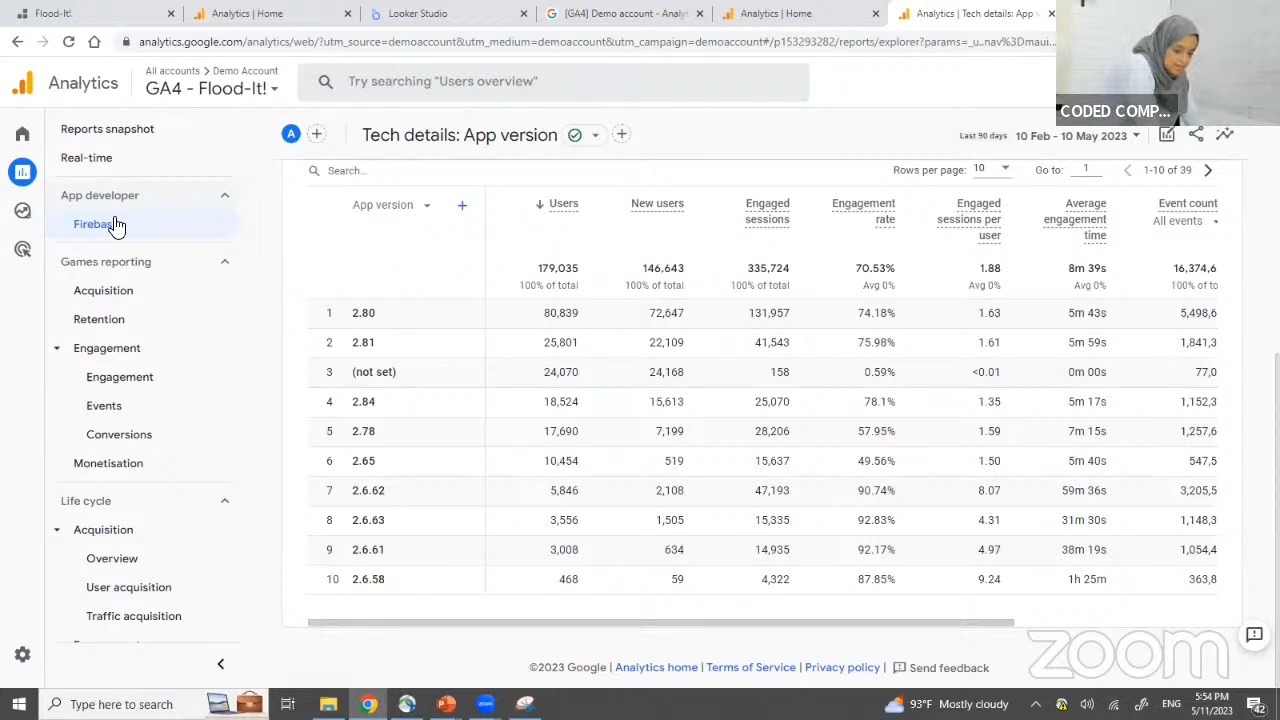 Flood-It!
Analytics | Home
Looker Studio
[GA4] Demo account - Analy
Analytics | Home
Analytics | Tech details: App v
analytics.google.com/analytics/web/?utm_source=demoaccount&utm_medium=demoaccount&utm_campaign=demoaccount#/p153293282/reports/explorer?params=_u..nav%3Dmaui...
CODED COMP...
Analytics
All accounts > Demo Account
GA4 - Flood-It!
Try searching "Users overview"
Reports snapshot
Real-time
App developer
Firebas
Games reporting
Acquisition
Retention
Engagement
Engagement
Events
Conversions
Monetisation
Life cycle
Acquisition
Overview
User acquisition
Traffic acquisition
A
Tech details: App version
Last 90 days 10 Feb - 10 May 2023
Search...
Rows per page: 10 Go to: 1 1-10 of 39
App version Users New users Engaged sessions Engagement rate Engaged sessions per user Average engagement time Event count
All events
179,035 146,643 335,724 70.53% 1.88 8m 39s 16,374,6
100% of total 100% of total 100% of total Avg 0% Avg 0% Avg 0% 100% of to
1 2.80 80,839 72,647 131,957 74.18% 1.63 5m 43s 5,498,6
2 2.81 25,801 22,109 41,543 75.98% 1.61 5m 59s 1,841,3
3 (not set) 24,070 24,168 158 0.59% <0.01 0m 00s 77,0
4 2.84 18,524 15,613 25,070 78.1% 1.35 5m 17s 1,152,3
5 2.78 17,690 7,199 28,206 57.95% 1.59 7m 15s 1,257,6
6 2.65 10,454 519 15,637 49.56% 1.50 5m 40s 547,5
7 2.6.62 5,846 2,108 47,193 90.74% 8.07 59m 36s 3,205,5
8 2.6.63 3,556 1,505 15,335 92.83% 4.31 31m 30s 1,148,3
9 2.6.61 3,008 634 14,935 92.17% 4.97 38m 19s 1,054,4
10 2.6.58 468 59 4,322 87.85% 9.24 1h 25m 363,8
©2023 Google | Analytics home | Terms of Service | Privacy policy | Send feedback
zoom
Type here to search
93°F Mostly cloudy
ENG
5:54 PM
5/11/2023
42